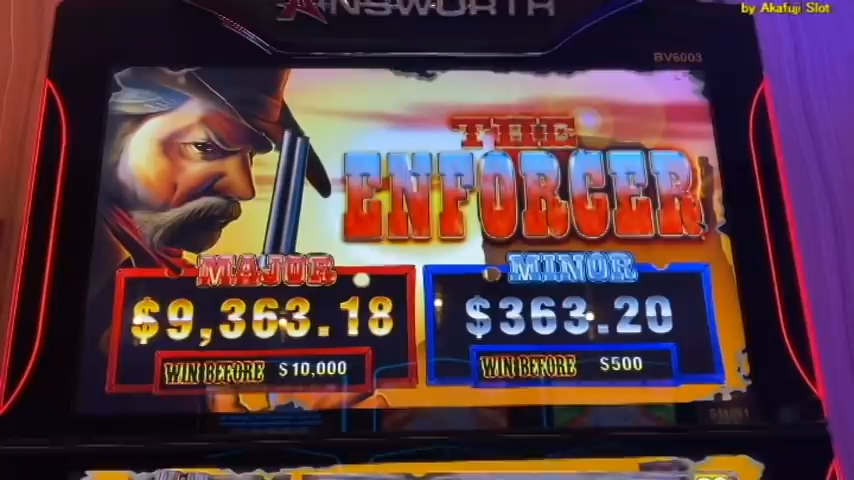 by Akafuji Slot
AINSWORTH
BV6003
THE
ENFORCER
MAJOR
MINOR
$9,363.18
$363.20
WIN BEFORE $10,000
WIN BEFORE $500